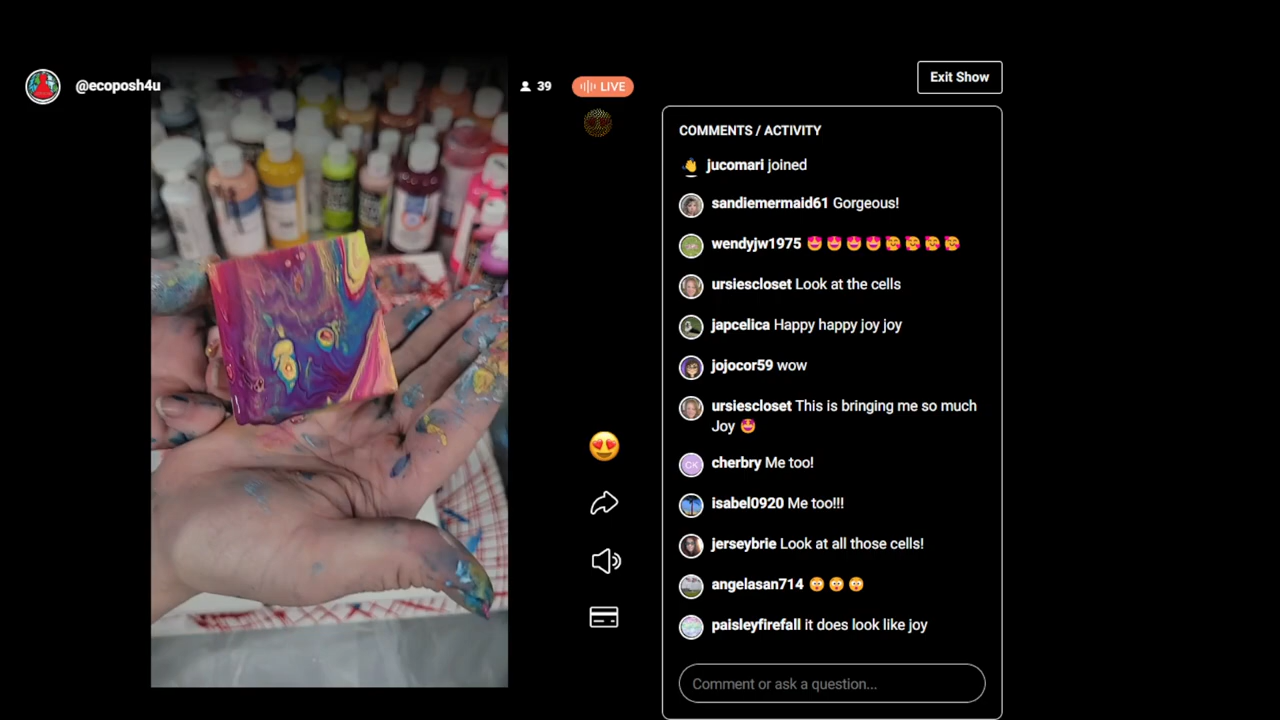 @ecoposh4u
39
LIVE
Exit Show
COMMENTS / ACTIVITY
jucomari joined
sandiemermaid61 Gorgeous!
wendyjw1975 😍😍😍😍🥰🥰🥰🥰
ursiescloset Look at the cells
japcelica Happy happy joy joy
jojocor59 wow
ursiescloset This is bringing me so much
Joy 🤩
CK
cherbry Me too!
isabel0920 Me too!!!
jerseybrie Look at all those cells!
angelasan714 😳😳😳
paisleyfirefall it does look like joy
Comment or ask a question...